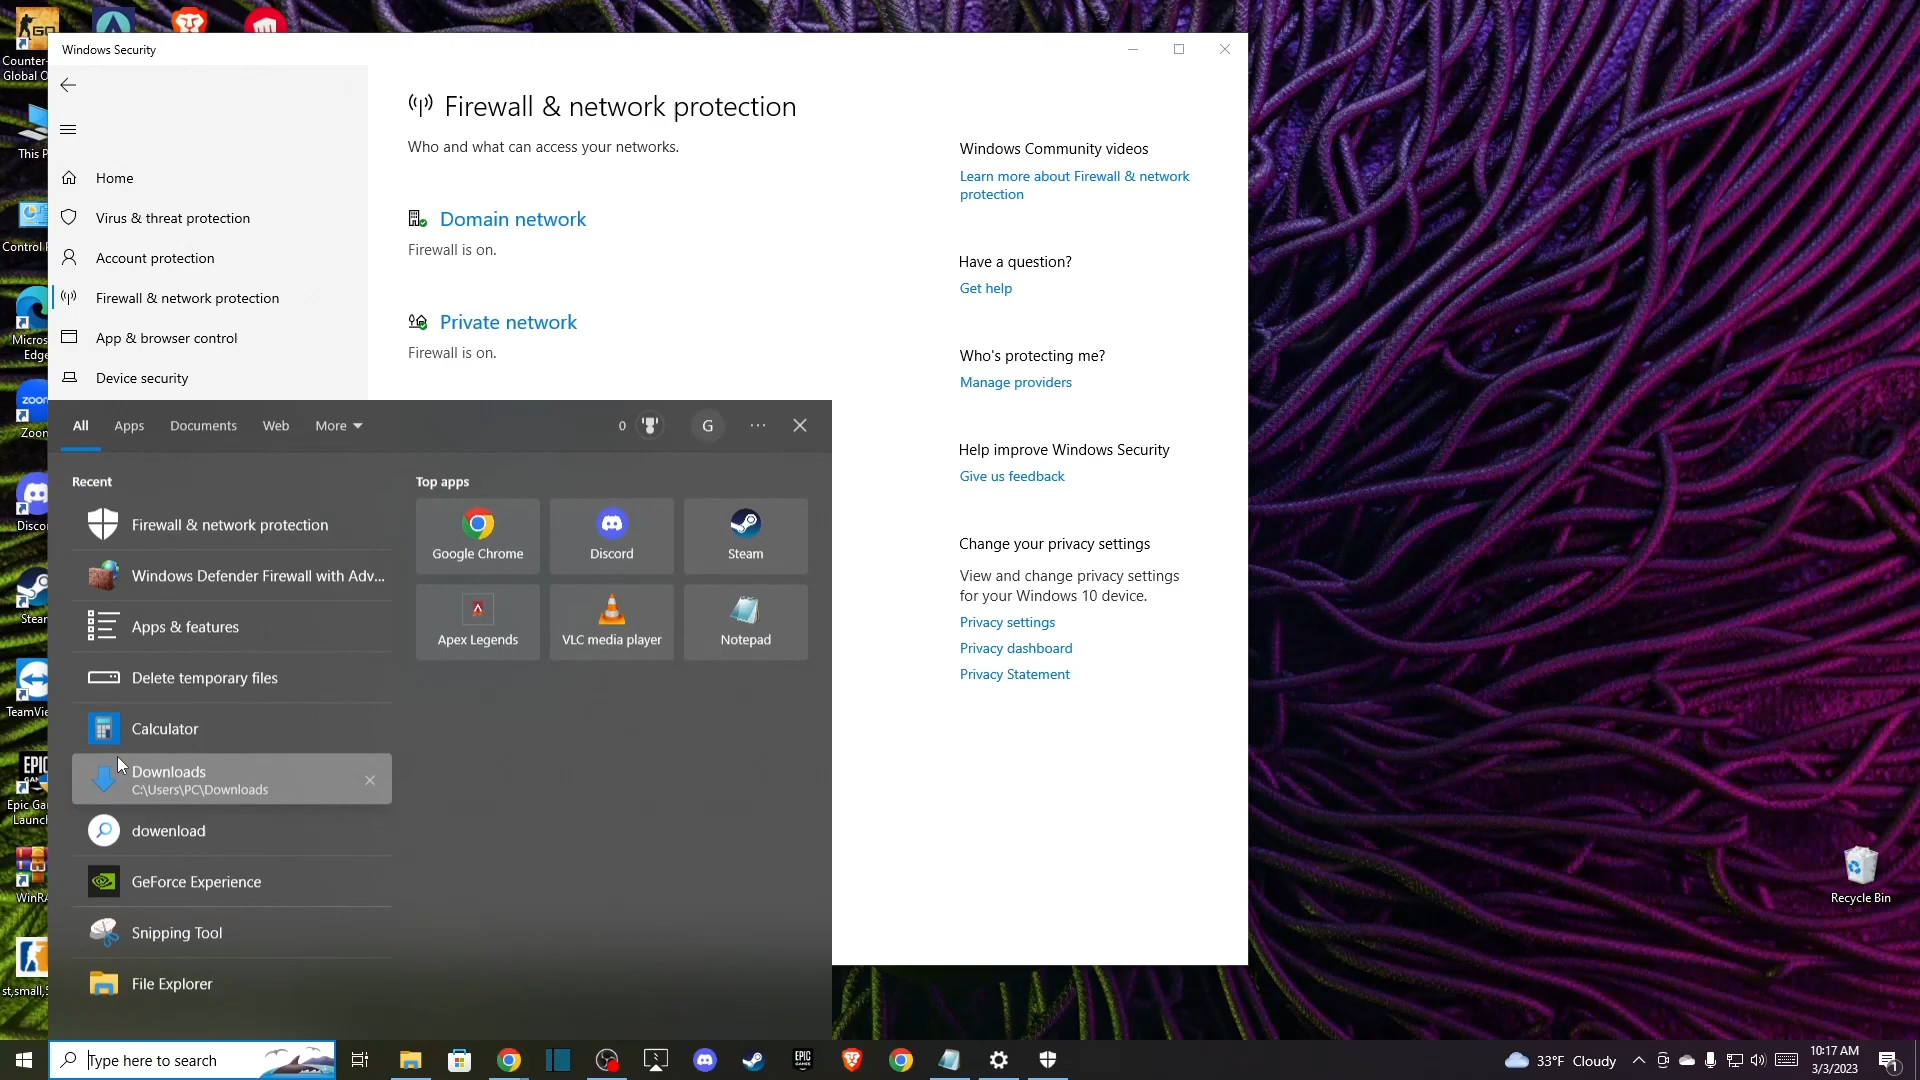 Counter-
Global O
This P
Control P
Micros
Edge
Zoom
Discor
Steam
TeamVie
EPIC
Epic Ga
Launch
WinRA
st,small,5
Windows Security
Home
Virus & threat protection
Account protection
Firewall & network protection
App & browser control
Device security
Firewall & network protection
Who and what can access your networks.
Domain network
Firewall is on.
Private network
Firewall is on.
Windows Community videos
Learn more about Firewall & network
protection
Have a question?
Get help
Who's protecting me?
Manage providers
Help improve Windows Security
Give us feedback
Change your privacy settings
View and change privacy settings
for your Windows 10 device.
Privacy settings
Privacy dashboard
Privacy Statement
All Apps Documents Web More 0 G
Recent
Firewall & network protection
Windows Defender Firewall with Adv...
Apps & features
Delete temporary files
Calculator
Downloads
C:\Users\PC\Downloads
dowenload
GeForce Experience
Snipping Tool
File Explorer
Top apps
Google Chrome
Discord
Steam
Apex Legends
VLC media player
Notepad
Recycle Bin
Type here to search
EPIC
33°F Cloudy
10:17 AM
3/3/2023
1